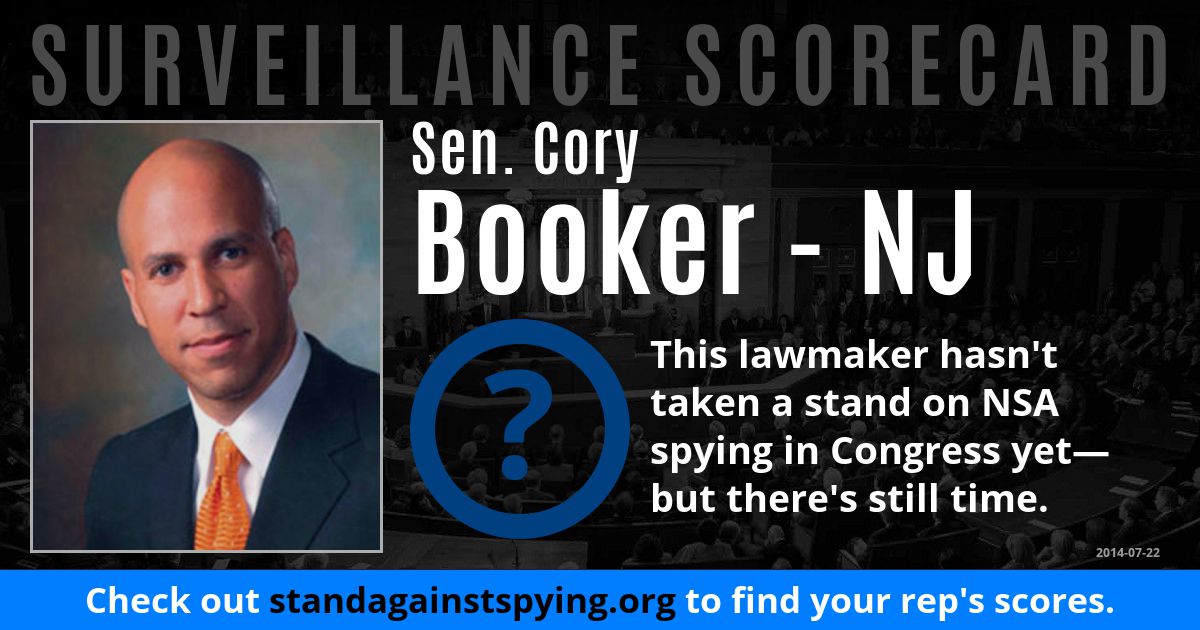 SURVEILLANCE SCORECARD
Sen. Cory
Booker - NJ
?
This lawmaker hasn't
taken a stand on NSA
spying in Congress yet—
but there's still time.
2014-07-22
Check out standagainstspying.org to find your rep's scores.